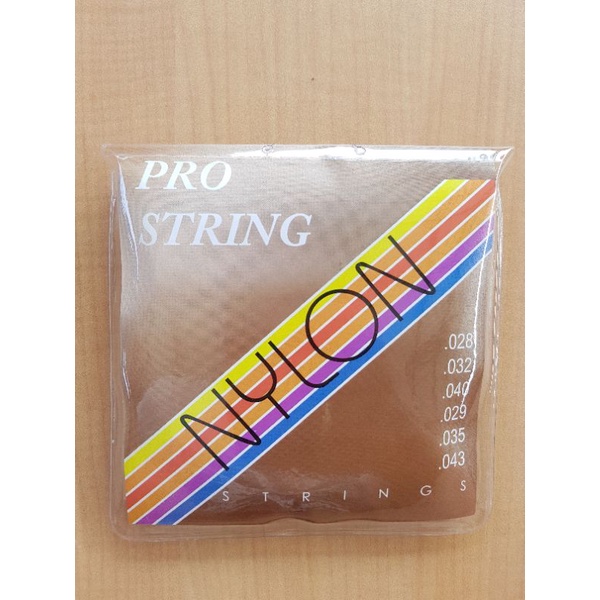 PRO
STRING
NYLON
.028
.032
.040
.029
.035
.043
STRINGS